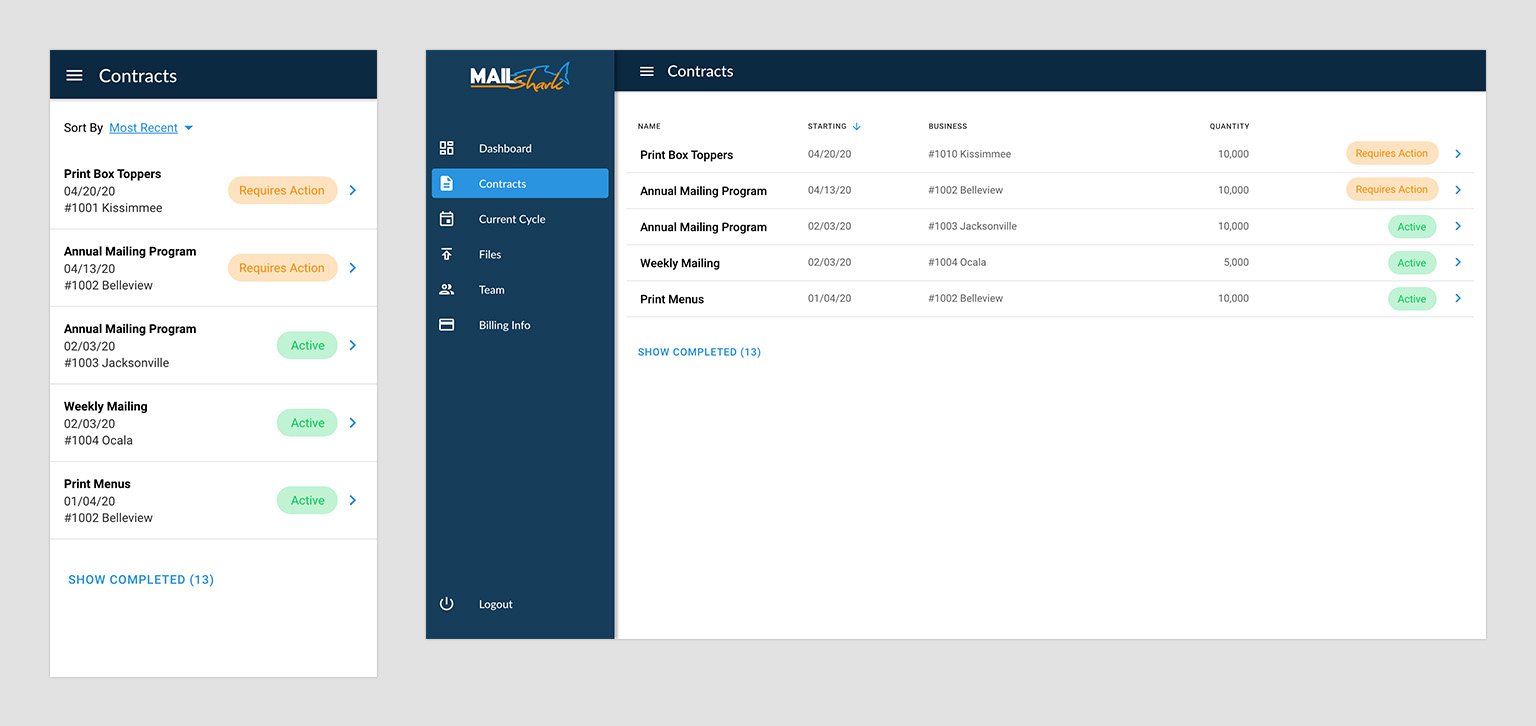 Contracts
Sort By Most Recent
Print Box Toppers
04/20/20
#1001 Kissimmee
Requires Action
Annual Mailing Program
04/13/20
#1002 Belleview
Requires Action
Annual Mailing Program
02/03/20
#1003 Jacksonville
Active
Weekly Mailing
02/03/20
#1004 Ocala
Active
Print Menus
01/04/20
#1002 Belleview
Active
SHOW COMPLETED (13)
MAIL Shark
Dashboard
Contracts
Current Cycle
Files
Team
Billing Info
Logout
Contracts
NAME STARTING BUSINESS QUANTITY
Print Box Toppers 04/20/20 #1010 Kissimmee 10,000 Requires Action
Annual Mailing Program 04/13/20 #1002 Belleview 10,000 Requires Action
Annual Mailing Program 02/03/20 #1003 Jacksonville 10,000 Active
Weekly Mailing 02/03/20 #1004 Ocala 5,000 Active
Print Menus 01/04/20 #1002 Belleview 10,000 Active
SHOW COMPLETED (13)